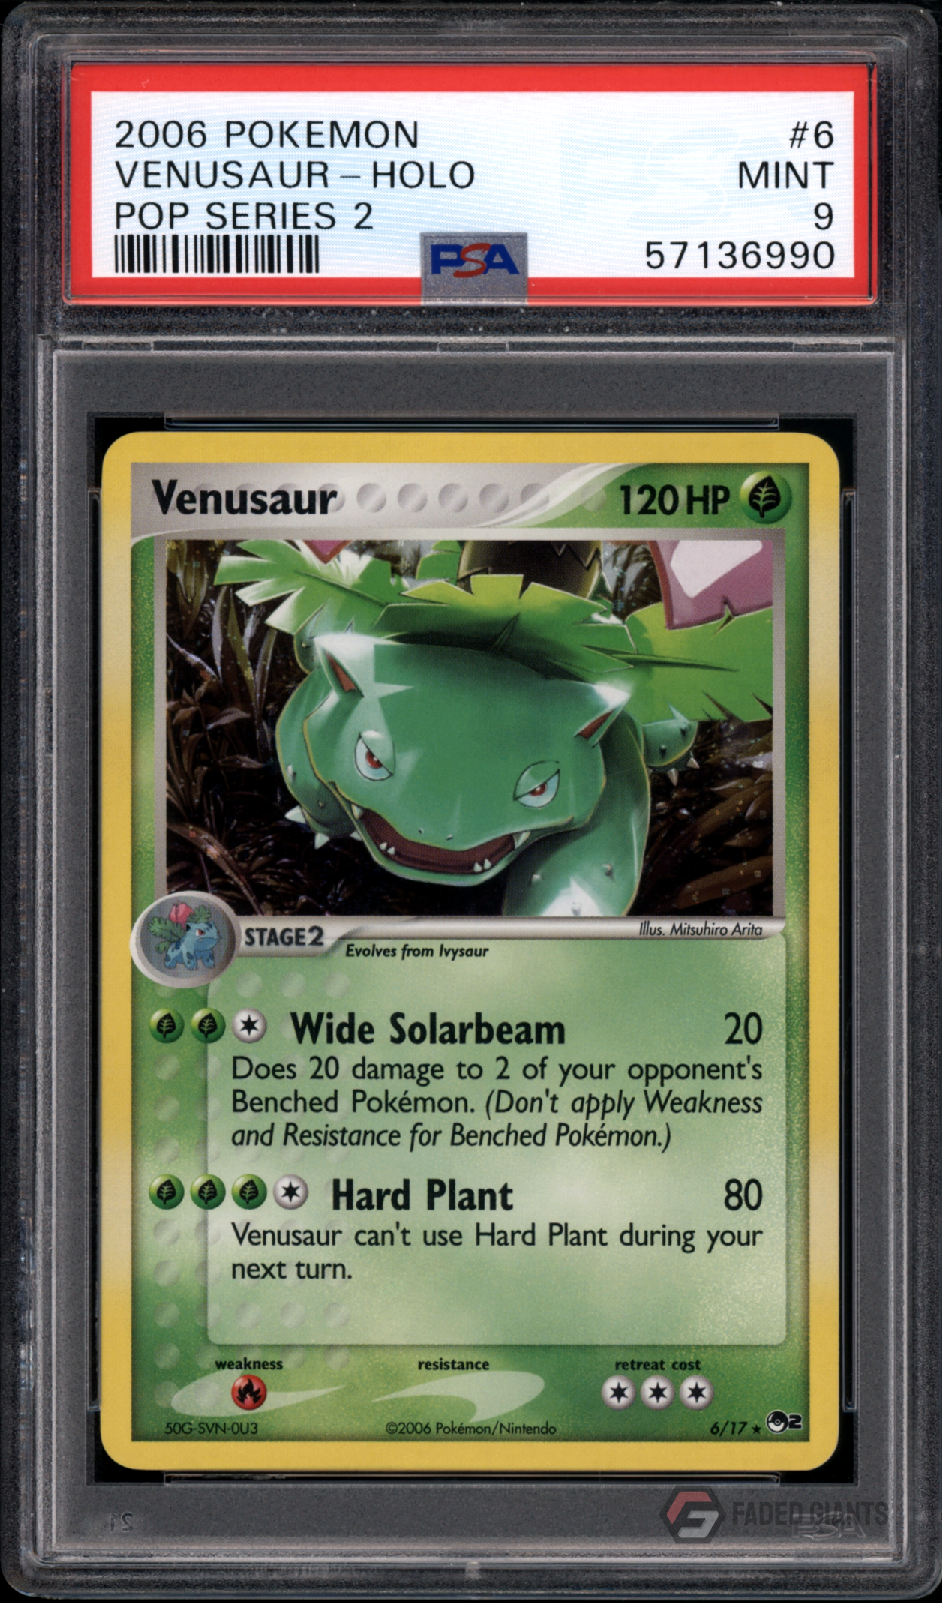 2006 POKEMON #6
VENUSAUR - HOLO MINT
POP SERIES 2 9
PSA 57136990
Venusaur 120 HP
Illus. Mitsuhiro Arita
STAGE2
Evolves from Ivysaur
Wide Solarbeam 20
Does 20 damage to 2 of your opponent's
Benched Pokémon. (Don't apply Weakness
and Resistance for Benched Pokémon.)
Hard Plant 80
Venusaur can't use Hard Plant during your
next turn.
weakness resistance retreat cost
50G-SVN-0U3 ©2006 Pokémon/Nintendo 6/17 ★ 2
FADED GIANTS
PSA
21